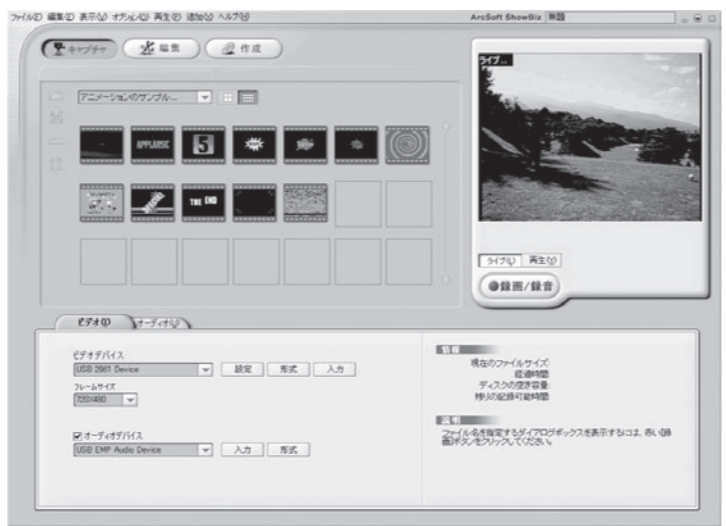 ファイル(F) 編集(E) 表示(V) オプション(O) 再生(P) 追加(A) ヘルプ(H)
ArcSoft ShowBiz 無題
キャプチャ 編集 作成
アニメーションのサンプル...
APPLAUSE 5
THE END
ライブ..
ライブ(L) 再生(Y)
録画/録音
ビデオ(I) オーディオ(U)
ビデオデバイス
USB 2861 Device 設定 形式 入力
フレームサイズ
720X480
オーディオデバイス
USB EMP Audio Device 入力 形式
情報
現在のファイルサイズ:
経過時間:
ディスクの空き容量:
残りの記録可能時間:
説明
ファイル名を指定するダイアログボックスを表示するには、赤い[録
画]ボタンをクリックしてください。